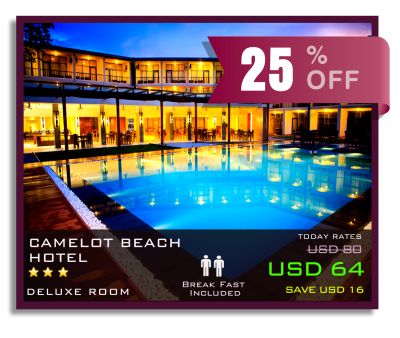 25 % OFF
CAMELOT BEACH
HOTEL
DELUXE ROOM
Break Fast
Included
TODAY RATES
USD 80
USD 64
SAVE USD 16